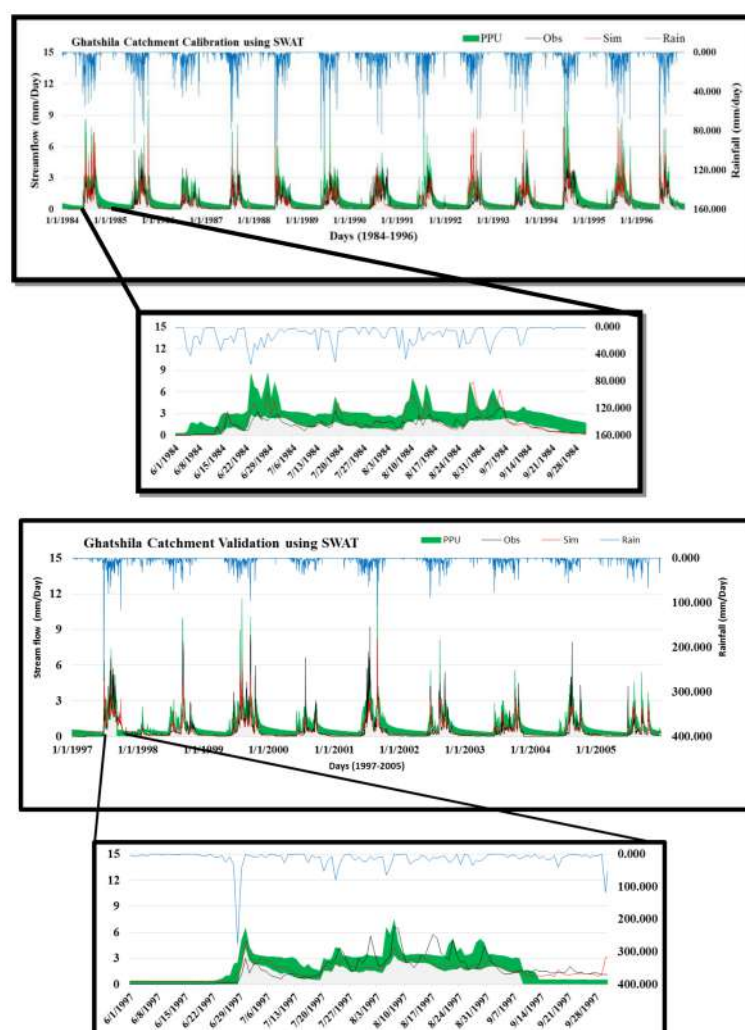 Ghatshila Catchment Calibration using SWAT
PPU Obs Sim Rain
15 0.000
12 40.000
9 80.000
6 120.000
3
0 160.000
Streamflow (mm/Day)
Rainfall (mm/day)
1/1/1984 1/1/1985 1/1/1986 1/1/1987 1/1/1988 1/1/1989 1/1/1990 1/1/1991 1/1/1992 1/1/1993 1/1/1994 1/1/1995 1/1/1996
Days (1984-1996)
15 0.000
12 40.000
9 80.000
6
3 120.000
0 160.000
6/1/1984 6/8/1984 6/15/1984 6/22/1984 6/29/1984 7/6/1984 7/13/1984 7/20/1984 7/27/1984 8/3/1984 8/10/1984 8/17/1984 8/24/1984 8/31/1984 9/7/1984 9/14/1984 9/21/1984 9/28/1984
Ghatshila Catchment Validation using SWAT
PPU Obs Sim Rain
15 0.000
12 100.000
9 200.000
6
3 300.000
0 400.000
Stream flow (mm/Day)
Rainfall (mm/Day)
1/1/1997 1/1/1998 1/1/1999 1/1/2000 1/1/2001 1/1/2002 1/1/2003 1/1/2004 1/1/2005
Days (1997-2005)
15 0.000
12 100.000
9 200.000
6
3 300.000
0 400.000
6/1/1997 6/8/1997 6/15/1997 6/22/1997 6/29/1997 7/6/1997 7/13/1997 7/20/1997 7/27/1997 8/3/1997 8/10/1997 8/17/1997 8/24/1997 8/31/1997 9/7/1997 9/14/1997 9/21/1997 9/28/1997